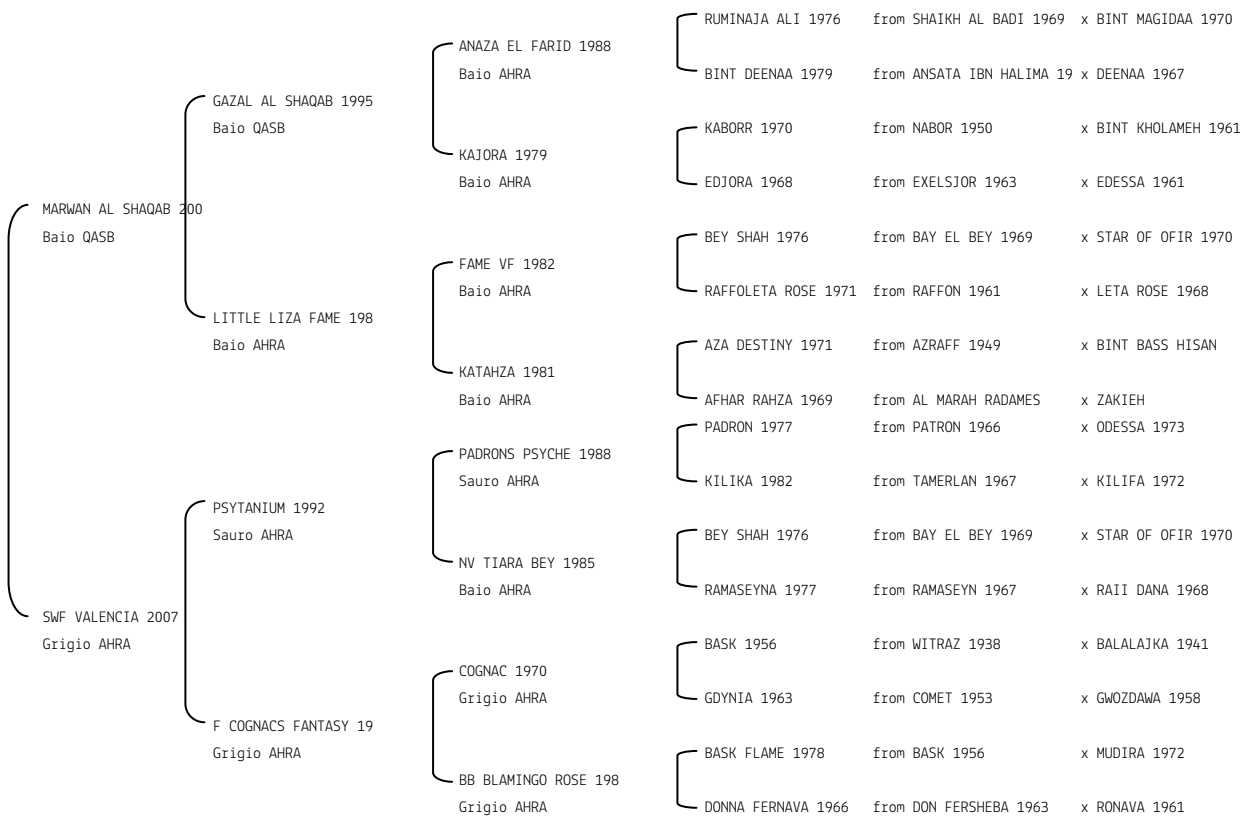 RUMINAJA ALI 1976 from SHAIKH AL BADI 1969 x BINT MAGIDAA 1970
ANAZA EL FARID 1988
Baio AHRA
BINT DEENAA 1979 from ANSATA IBN HALIMA 19 x DEENAA 1967
GAZAL AL SHAQAB 1995
Baio QASB
KABORR 1970 from NABOR 1950 x BINT KHOLAMEH 1961
KAJORA 1979
Baio AHRA
EDJORA 1968 from EXELSJOR 1963 x EDESSA 1961
MARWAN AL SHAQAB 200
Baio QASB
BEY SHAH 1976 from BAY EL BEY 1969 x STAR OF OFIR 1970
FAME VF 1982
Baio AHRA
RAFFOLETA ROSE 1971 from RAFFON 1961 x LETA ROSE 1968
LITTLE LIZA FAME 198
Baio AHRA
AZA DESTINY 1971 from AZRAFF 1949 x BINT BASS HISAN
KATAHZA 1981
Baio AHRA
AFHAR RAHZA 1969 from AL MARAH RADAMES x ZAKIEH
PADRON 1977 from PATRON 1966 x ODESSA 1973
PADRONS PSYCHE 1988
Sauro AHRA
KILIKA 1982 from TAMERLAN 1967 x KILIFA 1972
PSYTANIUM 1992
Sauro AHRA
BEY SHAH 1976 from BAY EL BEY 1969 x STAR OF OFIR 1970
NV TIARA BEY 1985
Baio AHRA
RAMASEYNA 1977 from RAMASEYN 1967 x RAII DANA 1968
SWF VALENCIA 2007
Grigio AHRA
BASK 1956 from WITRAZ 1938 x BALALAJKA 1941
COGNAC 1970
Grigio AHRA
GDYNIA 1963 from COMET 1953 x GWOZDAWA 1958
F COGNACS FANTASY 19
Grigio AHRA
BASK FLAME 1978 from BASK 1956 x MUDIRA 1972
BB BLAMINGO ROSE 198
Grigio AHRA
DONNA FERNAVA 1966 from DON FERSHEBA 1963 x RONAVA 1961